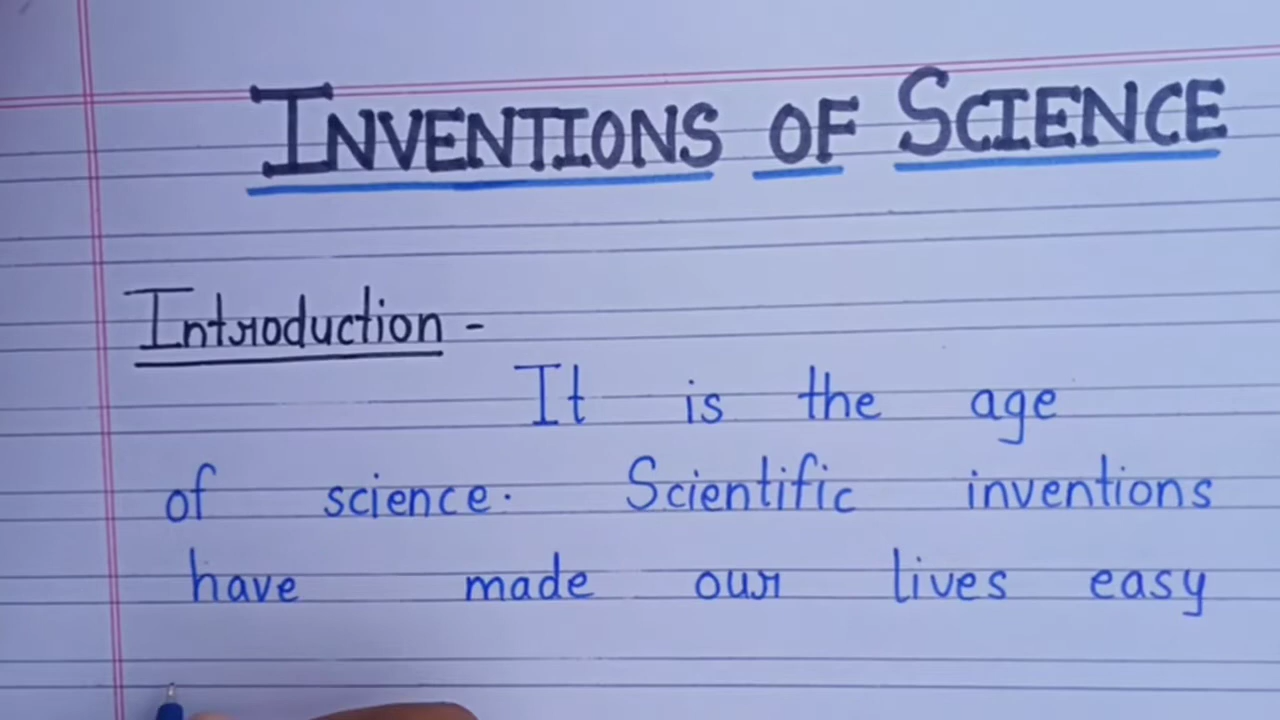 INVENTIONS OF SCIENCE
Introduction -
It is the age
of science. Scientific inventions
have made our lives easy